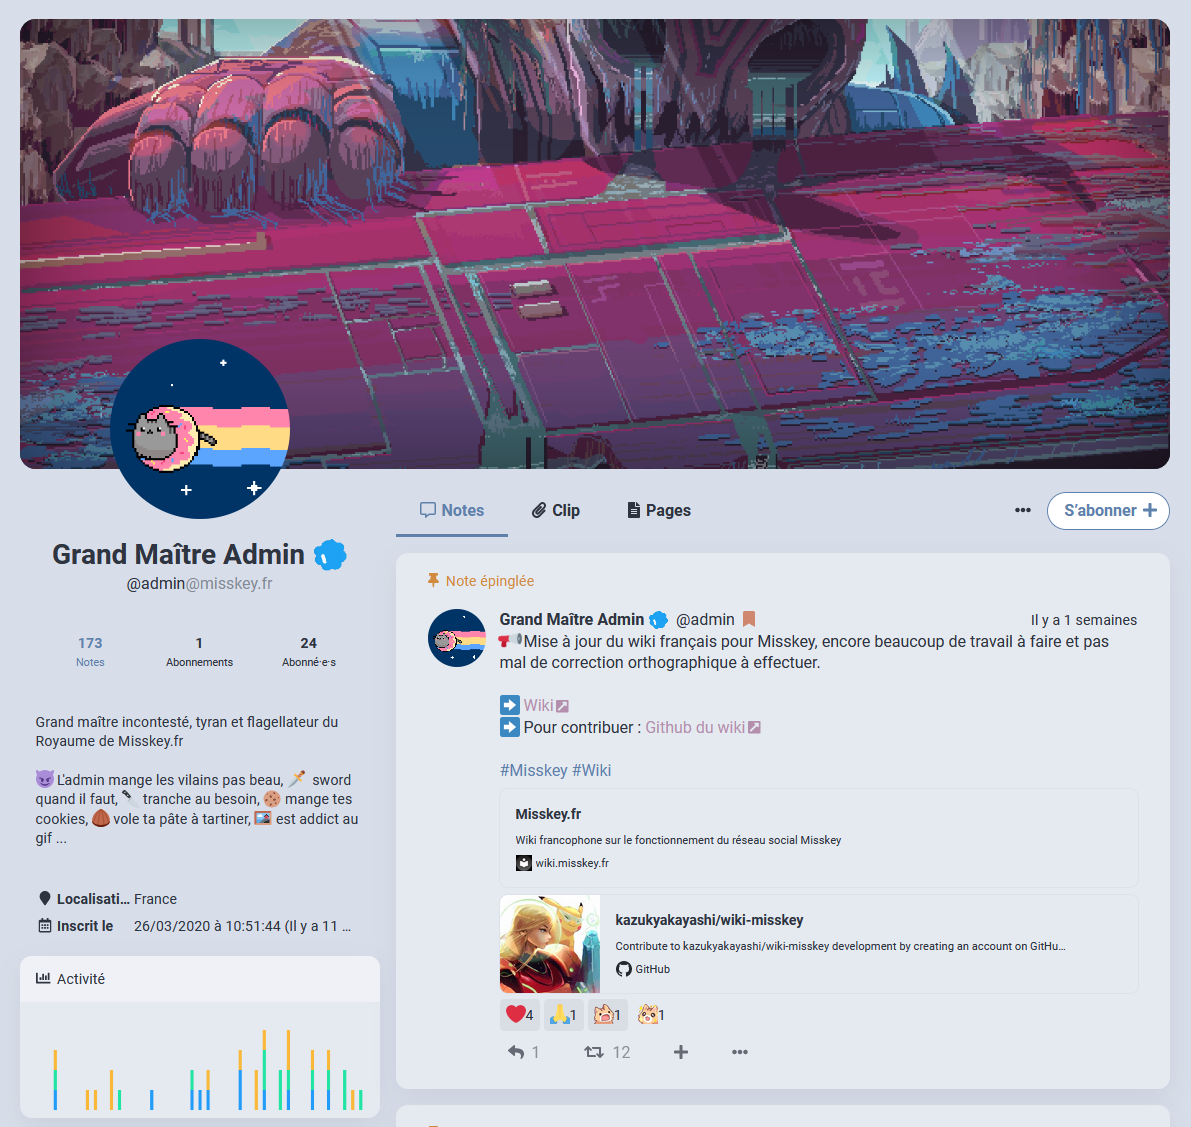 Notes
Clip
Pages
S'abonner
Grand Maître Admin
@admin@misskey.fr
173
Notes
1
Abonnements
24
Abonné·e·s
Grand maître incontesté, tyran et flagellateur du
Royaume de Misskey.fr
L'admin mange les vilains pas beau, sword
quand il faut, tranche au besoin, mange tes
cookies, vole ta pâte à tartiner, est addict au
gif ...
Localisati... France
Inscrit le 26/03/2020 à 10:51:44 (Il y a 11 ...
Activité
Note épinglée
Grand Maître Admin @admin Il y a 1 semaines
Mise à jour du wiki français pour Misskey, encore beaucoup de travail à faire et pas
mal de correction orthographique à effectuer.
Wiki
Pour contribuer : Github du wiki
#Misskey #Wiki
Misskey.fr
Wiki francophone sur le fonctionnement du réseau social Misskey
wiki.misskey.fr
kazukyakayashi/wiki-misskey
Contribute to kazukyakayashi/wiki-misskey development by creating an account on GitHu...
GitHub
4 1 1 1
1 12